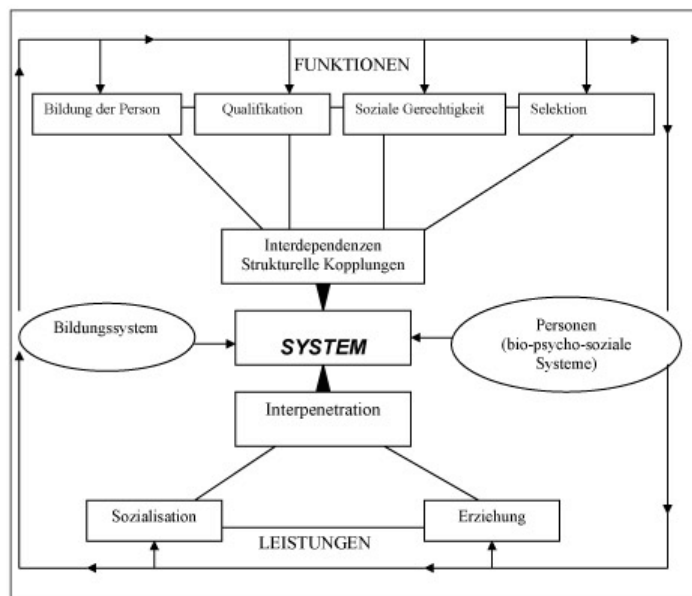 FUNKTIONEN
Bildung der Person
Qualifikation
Soziale Gerechtigkeit
Selektion
Interdependenzen
Strukturelle Kopplungen
Bildungssystem
SYSTEM
Personen
(bio-psycho-soziale
Systeme)
Interpenetration
Sozialisation
Erziehung
LEISTUNGEN